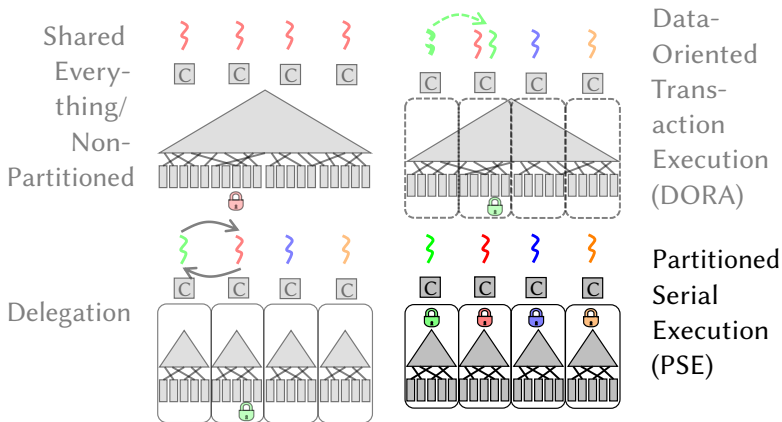 Shared
Every-
thing/
Non-
Partitioned
C C C C
Data-
Oriented
Trans-
action
Execution
(DORA)
C C C C
Delegation
C C C C
Partitioned
Serial
Execution
(PSE)
C C C C